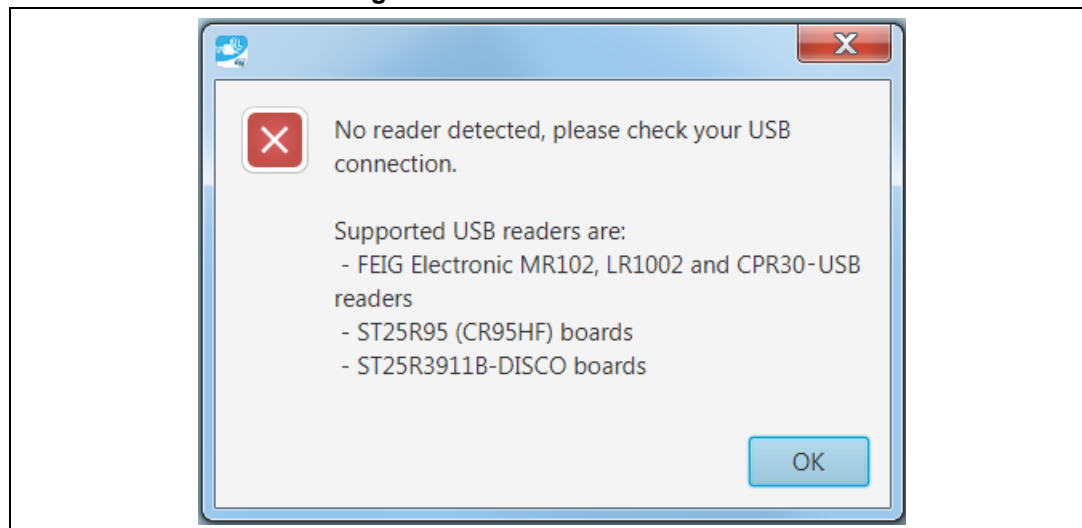 No reader detected, please check your USB
connection.
Supported USB readers are:
- FEIG Electronic MR102, LR1002 and CPR30-USB
readers
- ST25R95 (CR95HF) boards
- ST25R3911B-DISCO boards
OK